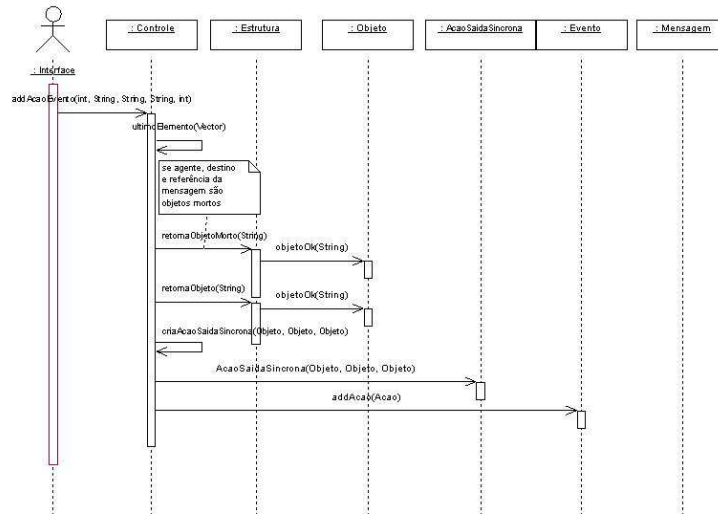 : Controle
: Estrutura
: Objeto
: AcaoSaidaSincrona
: Evento
: Mensagem
: Interface
addAcaoEvento(int, String, String, String, int)
ultimoElemento(Vector)
se agente, destino
e referência da
mensagem são
objetos mortos
retornaObjetoMorto(String)
objetoOk(String)
retornaObjeto(String)
objetoOk(String)
criaAcaoSaidaSincrona(Objeto, Objeto, Objeto)
AcaoSaidaSincrona(Objeto, Objeto, Objeto)
addAcao(Acao)